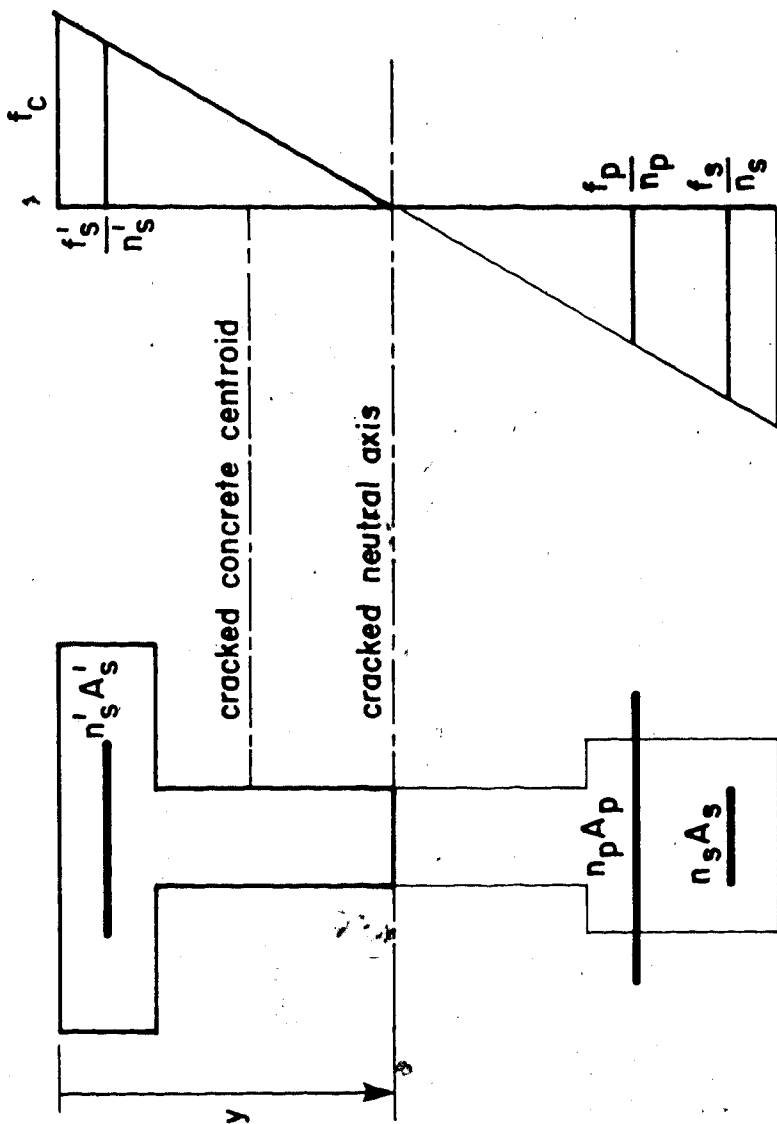 f_c
f'_s
n'_s
cracked concrete centroid
cracked neutral axis
n'_s A'_s
y
n_p A_p
n_s A_s
f_p
n_p
f_s
n_s